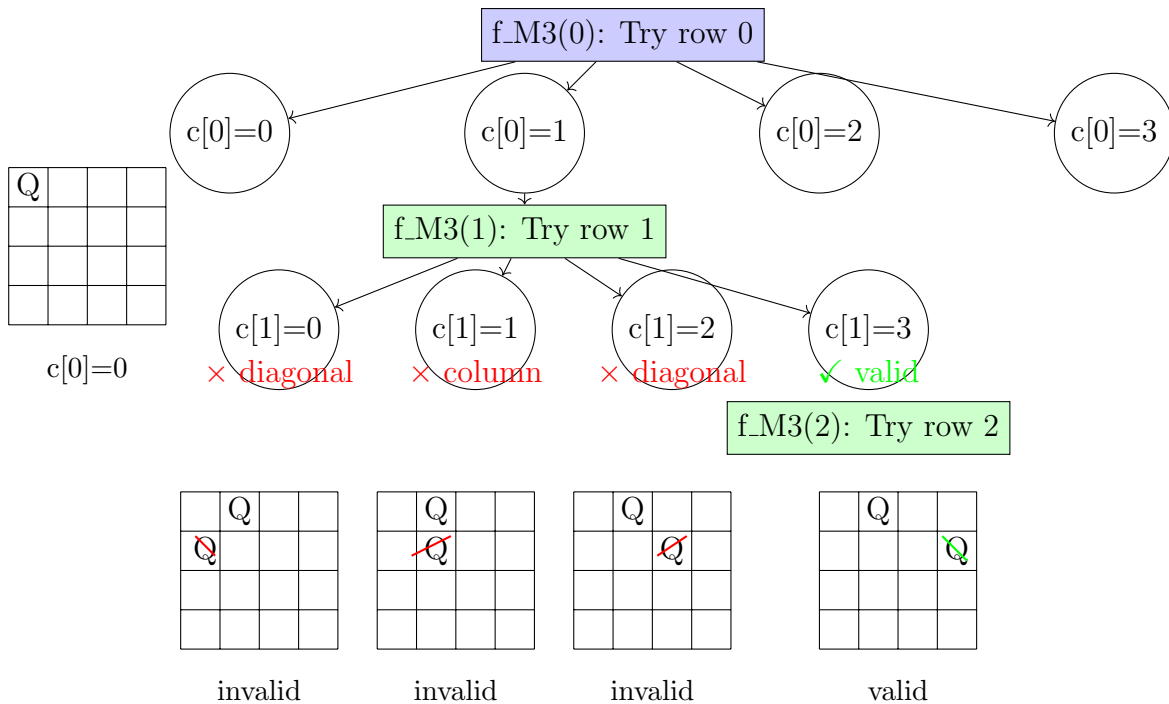 f_M3(0): Try row 0
c[0]=0
c[0]=1
c[0]=2
c[0]=3
Q
c[0]=0
f_M3(1): Try row 1
c[1]=0
c[1]=1
c[1]=2
c[1]=3
× diagonal
× column
× diagonal
✓ valid
f_M3(2): Try row 2
Q
Q
Q
Q
Q
Q
Q
Q
invalid
invalid
invalid
valid